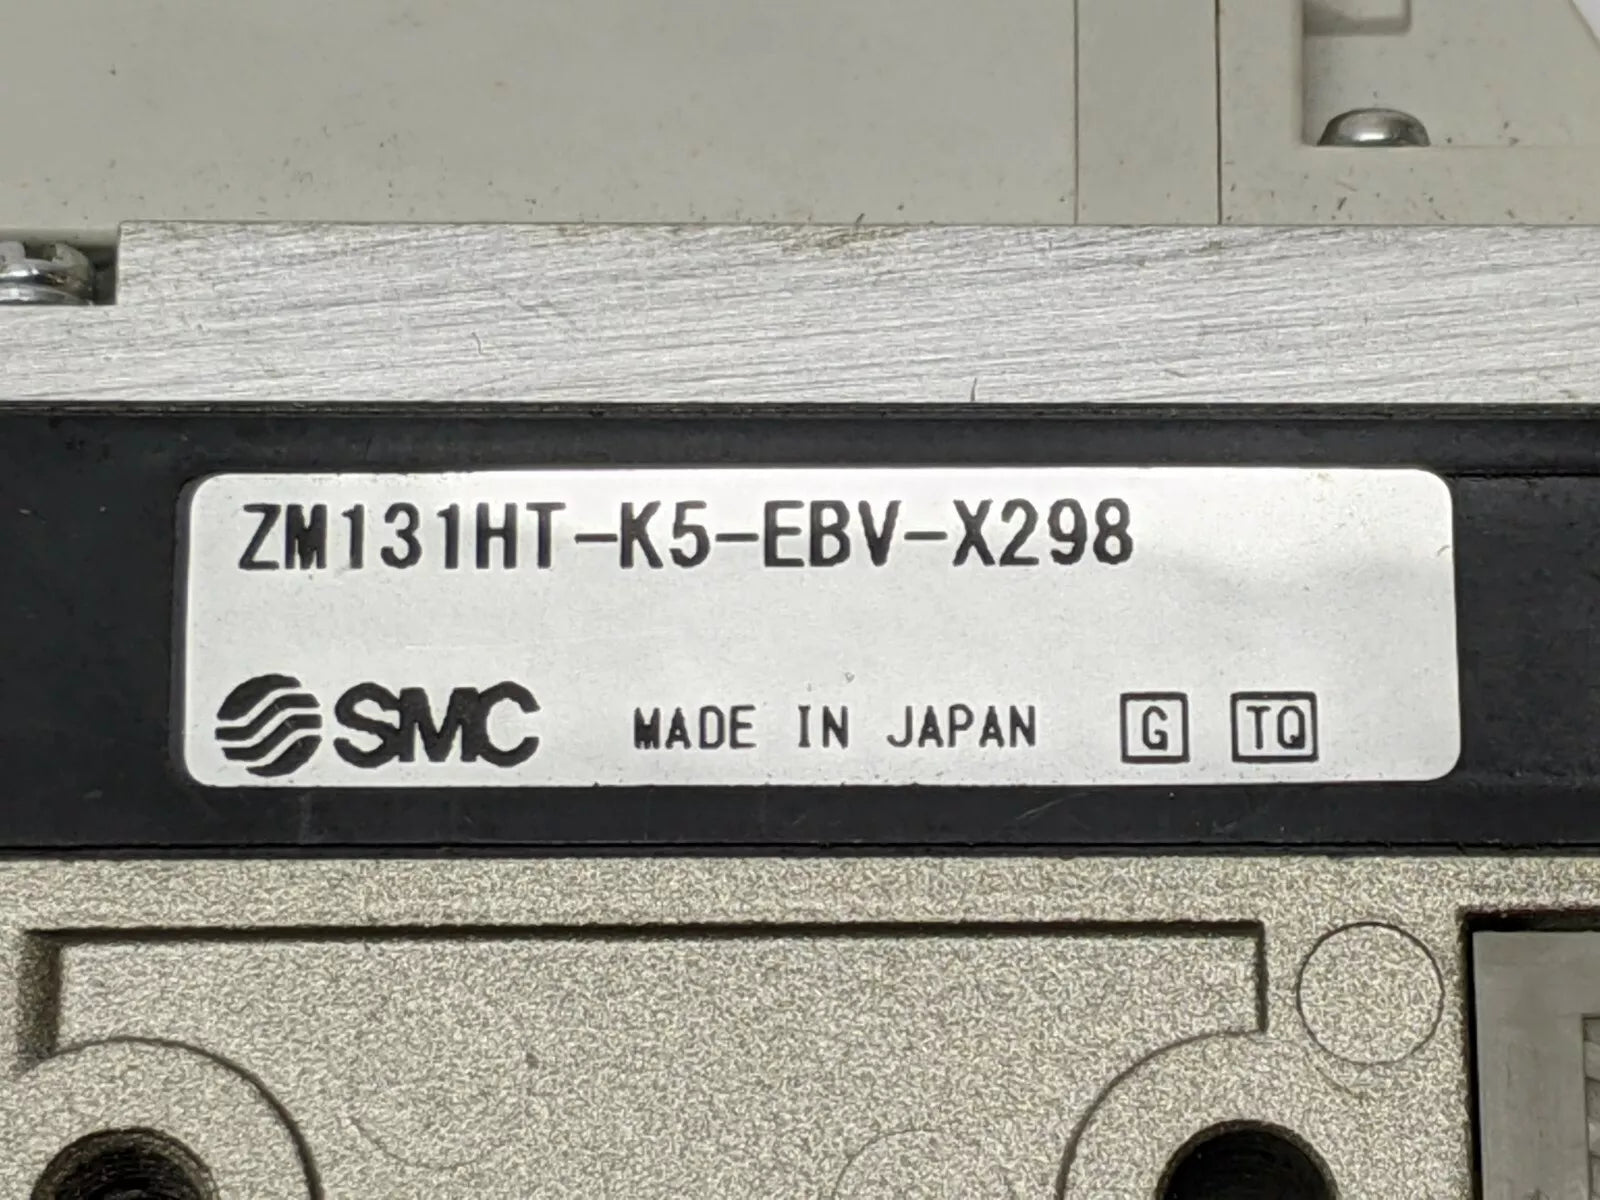 ZM131HT-K5-EBV-X298
SMC MADE IN JAPAN G TQ